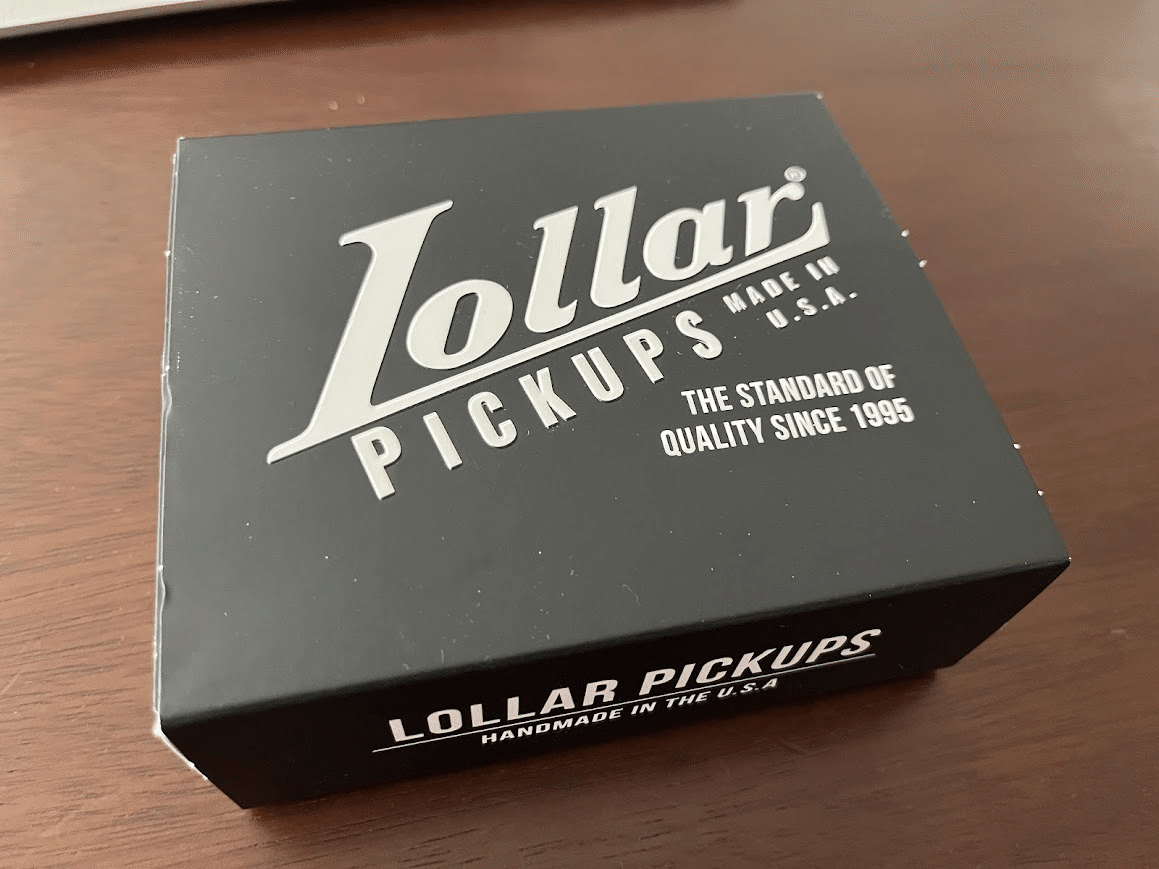 Lollar®
PICKUPS
MADE IN
U.S.A.
THE STANDARD OF
QUALITY SINCE 1995
LOLLAR PICKUPS
HANDMADE IN THE U.S.A